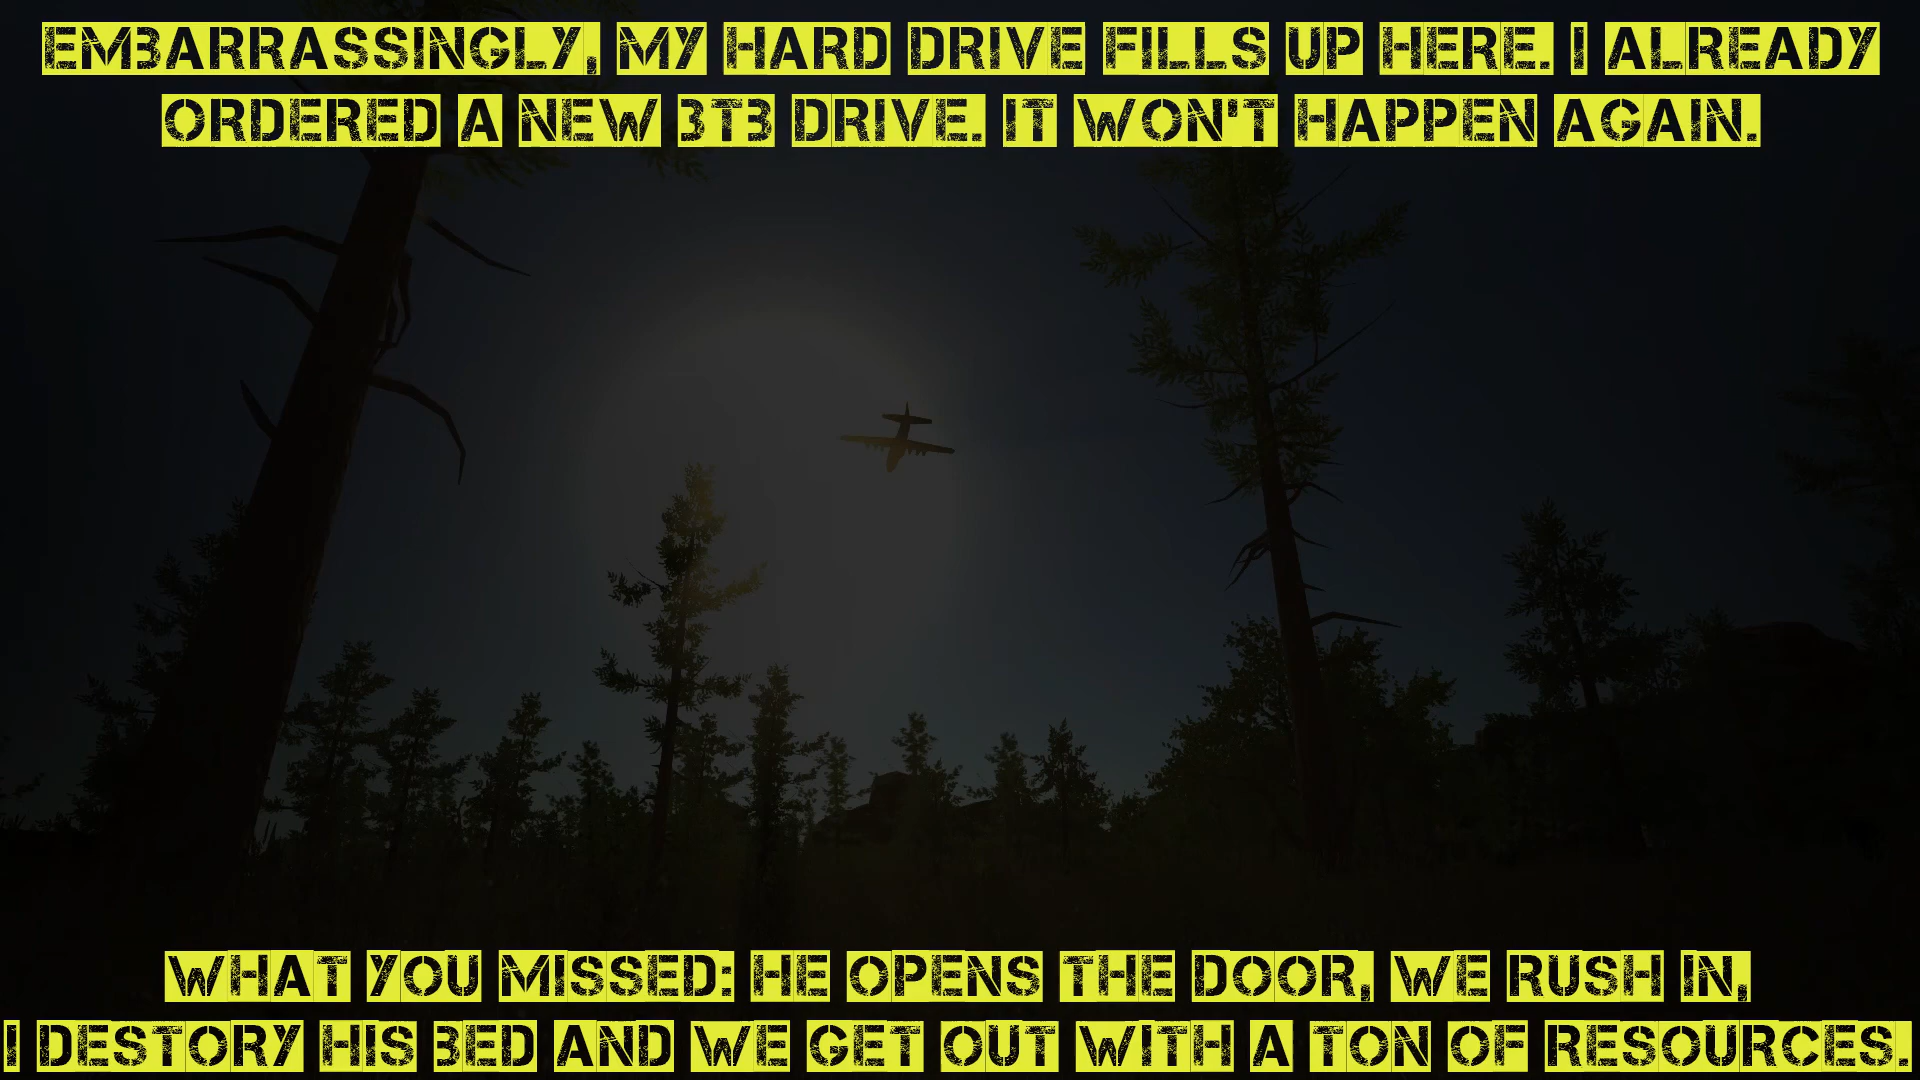 EMBARRASSINGLY, MY HARD DRIVE FILLS UP HERE. I ALREADY
ORDERED A NEW 3TB DRIVE. IT WON'T HAPPEN AGAIN.
WHAT YOU MISSED: HE OPENS THE DOOR, WE RUSH IN,
I DESTORY HIS BED AND WE GET OUT WITH A TON OF RESOURCES.